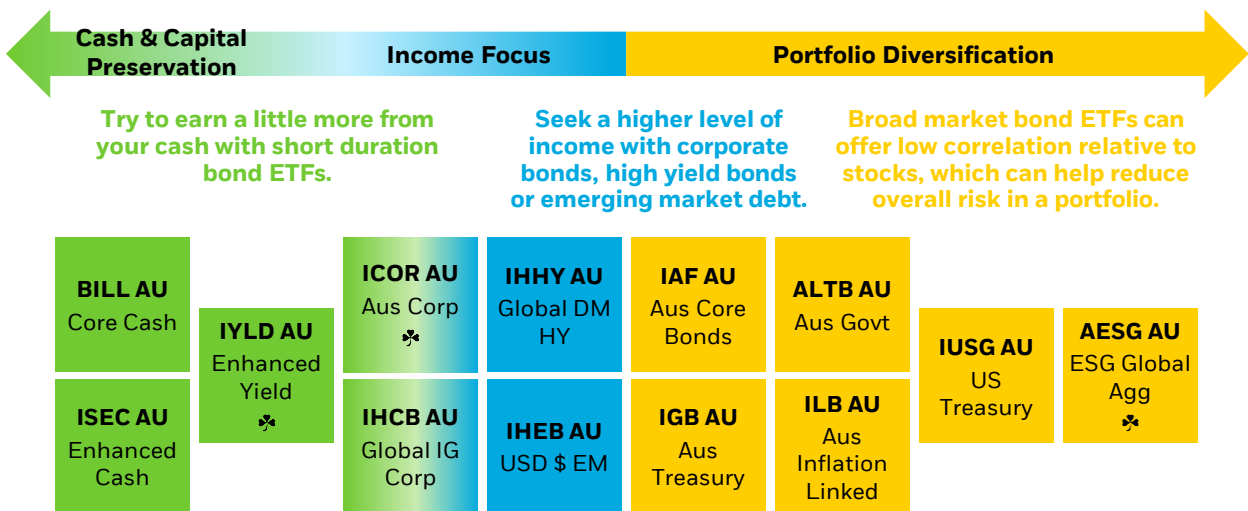 Cash & Capital
Preservation
Income Focus
Portfolio Diversification
Try to earn a little more from
your cash with short duration
bond ETFs.
Seek a higher level of
income with corporate
bonds, high yield bonds
or emerging market debt.
Broad market bond ETFs can
offer low correlation relative to
stocks, which can help reduce
overall risk in a portfolio.
BILL AU
Core Cash
ISEC AU
Enhanced
Cash
IYLD AU
Enhanced
Yield
☘
ICOR AU
Aus Corp
☘
IHCB AU
Global IG
Corp
IHHY AU
Global DM
HY
IHEB AU
USD $ EM
IAF AU
Aus Core
Bonds
IGB AU
Aus
Treasury
ALTB AU
Aus Govt
ILB AU
Aus
Inflation
Linked
IUSG AU
US
Treasury
AESG AU
ESG Global
Agg
☘